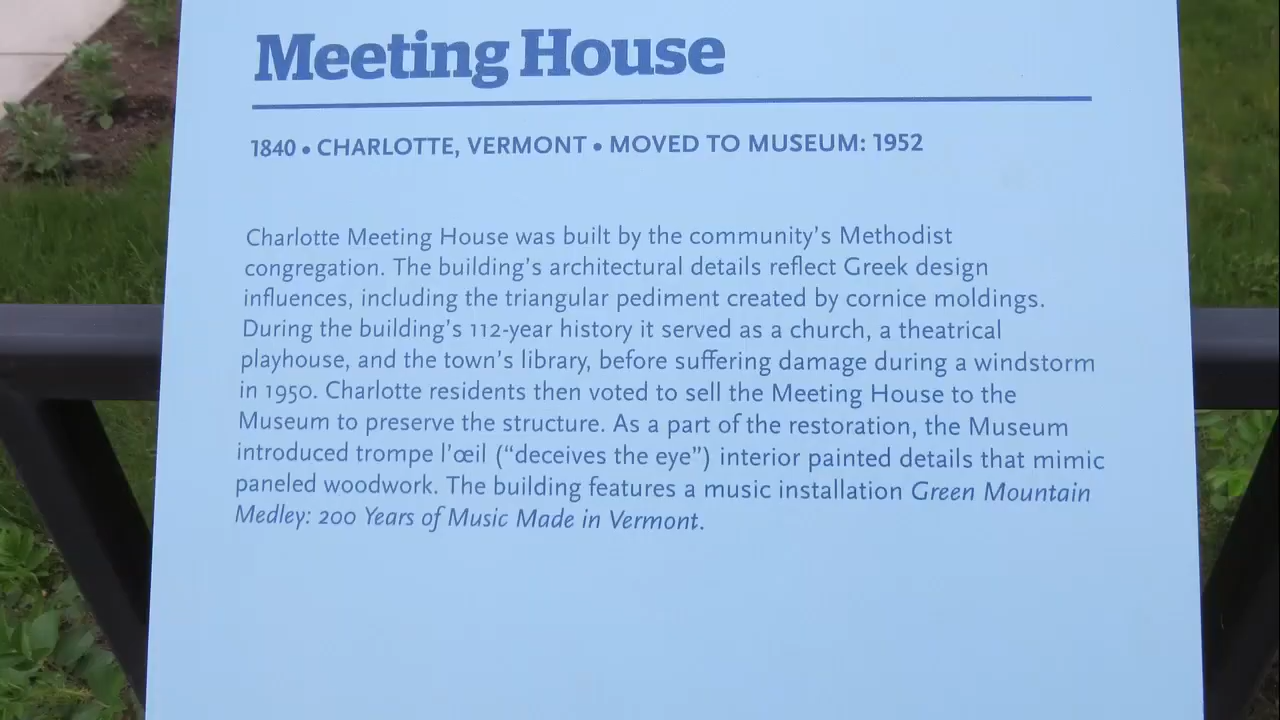 Meeting House
1840 • CHARLOTTE, VERMONT • MOVED TO MUSEUM: 1952
Charlotte Meeting House was built by the community’s Methodist
congregation. The building’s architectural details reflect Greek design
influences, including the triangular pediment created by cornice moldings.
During the building’s 112-year history it served as a church, a theatrical
playhouse, and the town’s library, before suffering damage during a windstorm
in 1950. Charlotte residents then voted to sell the Meeting House to the
Museum to preserve the structure. As a part of the restoration, the Museum
introduced trompe l’œil (“deceives the eye”) interior painted details that mimic
paneled woodwork. The building features a music installation Green Mountain
Medley: 200 Years of Music Made in Vermont.